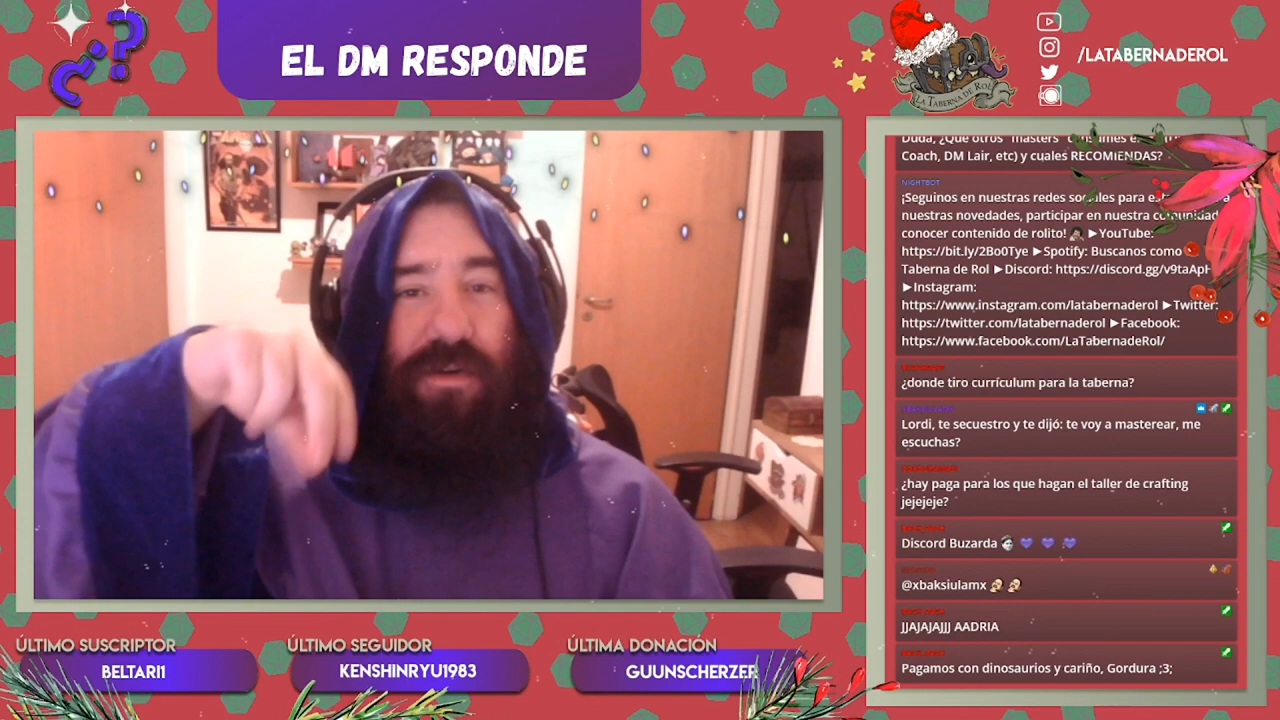 EL DM RESPONDE
LA TABERNA DE ROL
/LATABERNADEROL
Duda, ¿Que otros "masters"
Coach, DM Lair, etc) y cuales RECOMIENDAS?
NIGHTBOT
¡Seguinos en nuestras redes sociales para
nuestras novedades, participar en nuestra comunidad
conocer contenido de rolito! ►YouTube:
https://bit.ly/2Bo0Tye ►Spotify: Buscanos como
Taberna de Rol ►Discord: https://discord.gg/v9taApH
►Instagram:
https://www.instagram.com/latabernaderol ►Twitter:
https://twitter.com/latabernaderol ►Facebook:
https://www.facebook.com/LaTabernadeRol/
¿donde tiro currículum para la taberna?
Lordi, te secuestro y te dijó: te voy a masterear, me
escuchas?
¿hay paga para los que hagan el taller de crafting
jejejeje?
Discord Buzarda
@xbaksiulamx
JJAJAJAJJJ AADRIA
Pagamos con dinosaurios y cariño, Gordura ;3;
ÚLTIMO SUSCRIPTOR
BELTARI1
ÚLTIMO SEGUIDOR
KENSHINRYU1983
ÚLTIMA DONACIÓN
GUUNSCHERZER